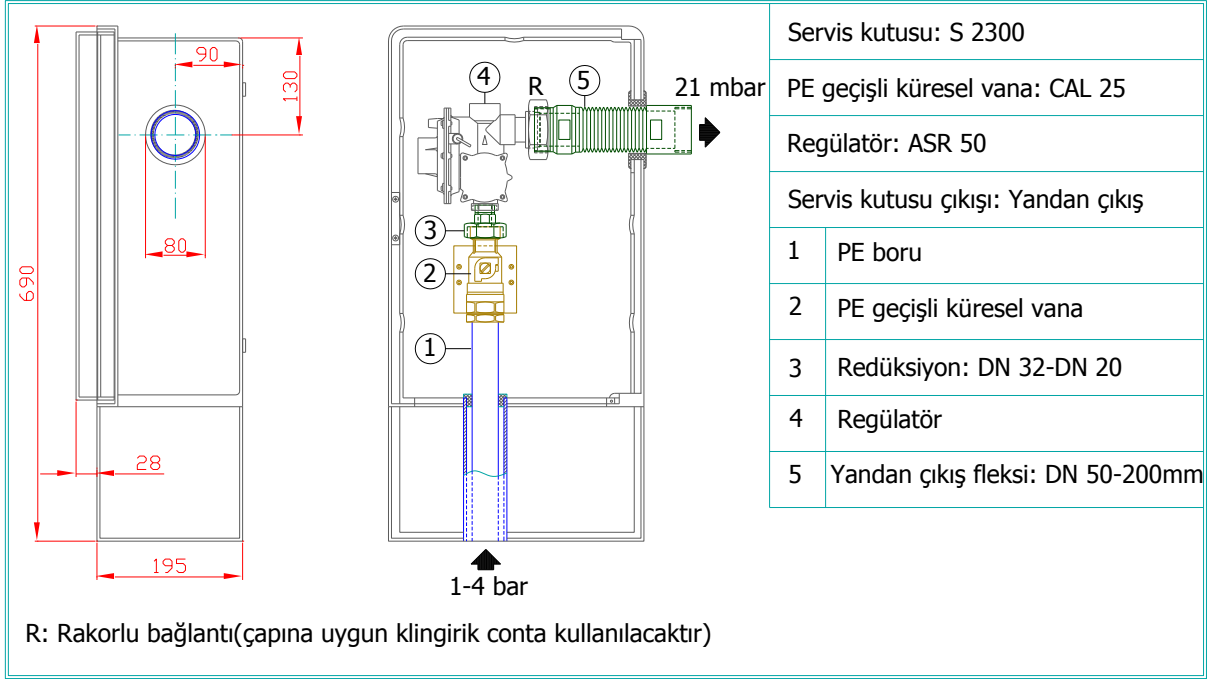 90
130
80
690
28
195
4
R
5
21 mbar
3
2
1
1-4 bar
R: Rakorlu bağlantı(çapına uygun klingirik conta kullanılacaktır)
Servis kutusu: S 2300
PE geçişli küresel vana: CAL 25
Regülatör: ASR 50
Servis kutusu çıkışı: Yandan çıkış
1 PE boru
2 PE geçişli küresel vana
3 Redüksiyon: DN 32-DN 20
4 Regülatör
5 Yandan çıkış fleksi: DN 50-200mm